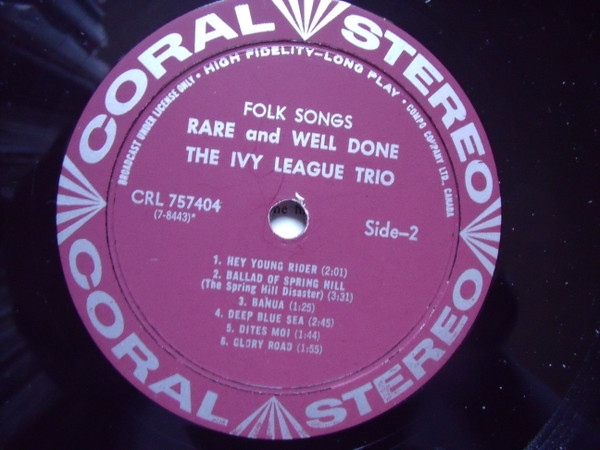 CORAL STEREO
HIGH FIDELITY–LONG PLAY
BROADCAST UNDER LICENSE ONLY • COMPO COMPANY LTD., CANADA
FOLK SONGS
RARE and WELL DONE
THE IVY LEAGUE TRIO
CRL 757404
(7-8443)*
Side–2
1. HEY YOUNG RIDER (2:01)
2. BALLAD OF SPRING HILL
(The Spring Hill Disaster) (3:31)
3. BANUA (1:25)
4. DEEP BLUE SEA (2:45)
5. DITES MOI (1:44)
6. GLORY ROAD (1:55)
CORAL STEREO